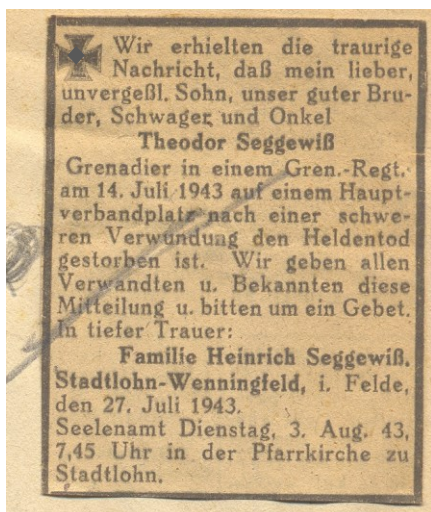 Wir erhielten die traurige
Nachricht, daß mein lieber,
unvergeßl. Sohn, unser guter Bru-
der, Schwager und Onkel
Theodor Seggewiß
Grenadier in einem Gren.-Regt.
am 14. Juli 1943 auf einem Haupt-
verbandplatz nach einer schwe-
ren Verwundung den Heldentod
gestorben ist. Wir geben allen
Verwandten u. Bekannten diese
Mitteilung u. bitten um ein Gebet.
In tiefer Trauer:
Familie Heinrich Seggewiß.
Stadtlohn-Wenningfeld, i. Felde,
den 27. Juli 1943.
Seelenamt Dienstag, 3. Aug. 43,
7,45 Uhr in der Pfarrkirche zu
Stadtlohn.